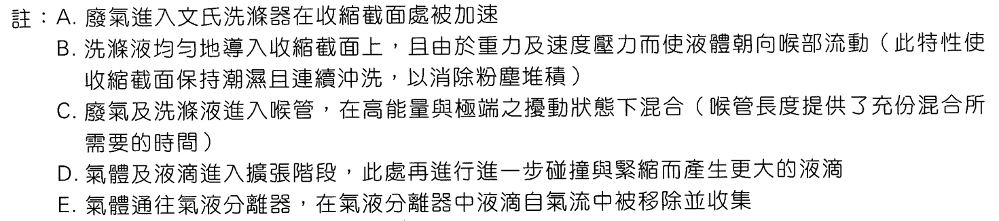 註：A. 廢氣進入文氏洗滌器在收縮截面處被加速
B. 洗滌液均勻地導入收縮截面上，且由於重力及速度壓力而使液體朝向喉部流動（此特性使
收縮截面保持潮濕且連續沖洗，以消除粉塵堆積）
C. 廢氣及洗滌液進入喉管，在高能量與極端之擾動狀態下混合（喉管長度提供了充份混合所
需要的時間）
D. 氣體及液滴進入擴張階段，此處再進行進一步碰撞與緊縮而產生更大的液滴
E. 氣體通往氣液分離器，在氣液分離器中液滴自氣流中被移除並收集